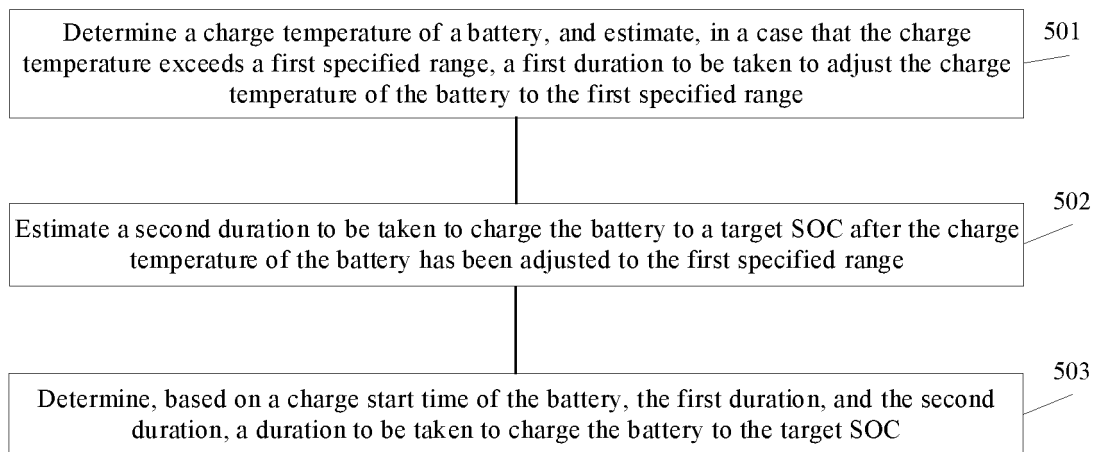 Determine a charge temperature of a battery, and estimate, in a case that the charge
temperature exceeds a first specified range, a first duration to be taken to adjust the charge
temperature of the battery to the first specified range
501
Estimate a second duration to be taken to charge the battery to a target SOC after the charge
temperature of the battery has been adjusted to the first specified range
502
Determine, based on a charge start time of the battery, the first duration, and the second
duration, a duration to be taken to charge the battery to the target SOC
503